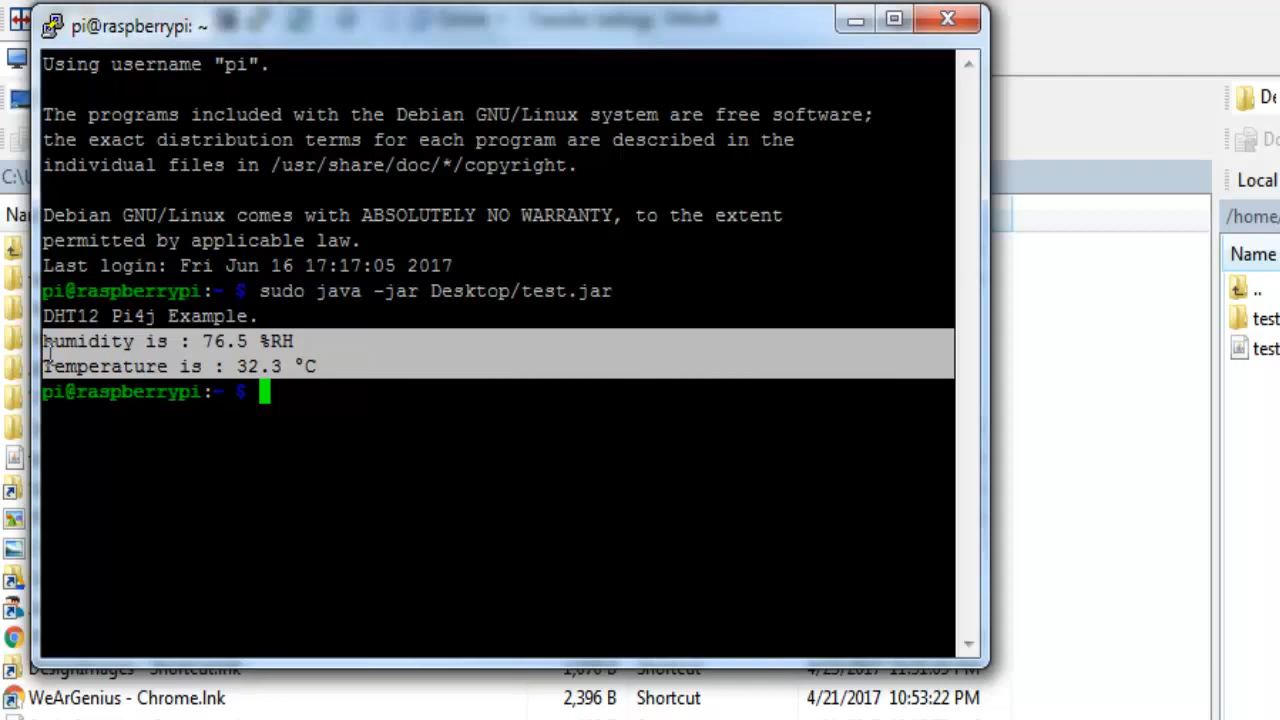 pi@raspberrypi: ~
Using username "pi".
The programs included with the Debian GNU/Linux system are free software;
the exact distribution terms for each program are described in the
individual files in /usr/share/doc/*/copyright.
Debian GNU/Linux comes with ABSOLUTELY NO WARRANTY, to the extent
permitted by applicable law.
Last login: Fri Jun 16 17:17:05 2017
pi@raspberrypi:~ $ sudo java -jar Desktop/test.jar
DHT12 Pi4j Example.
humidity is : 76.5 %RH
Temperature is : 32.3 °C
pi@raspberrypi:~ $
De
Do
Local
/home/
Name
..
test
test
C:\U
Na
Shortcut
WeArGenius - Chrome.lnk 2,396 B Shortcut 4/21/2017 10:53:22 PM